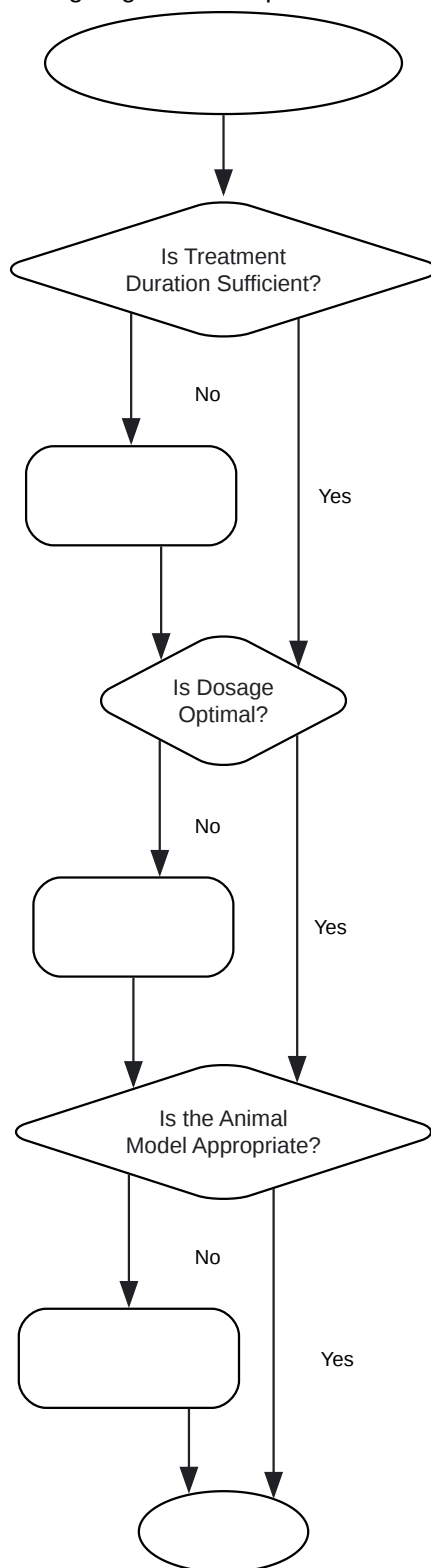 Is Treatment
Duration Sufficient?
No
Yes
Is Dosage
Optimal?
No
Yes
Is the Animal
Model Appropriate?
No
Yes